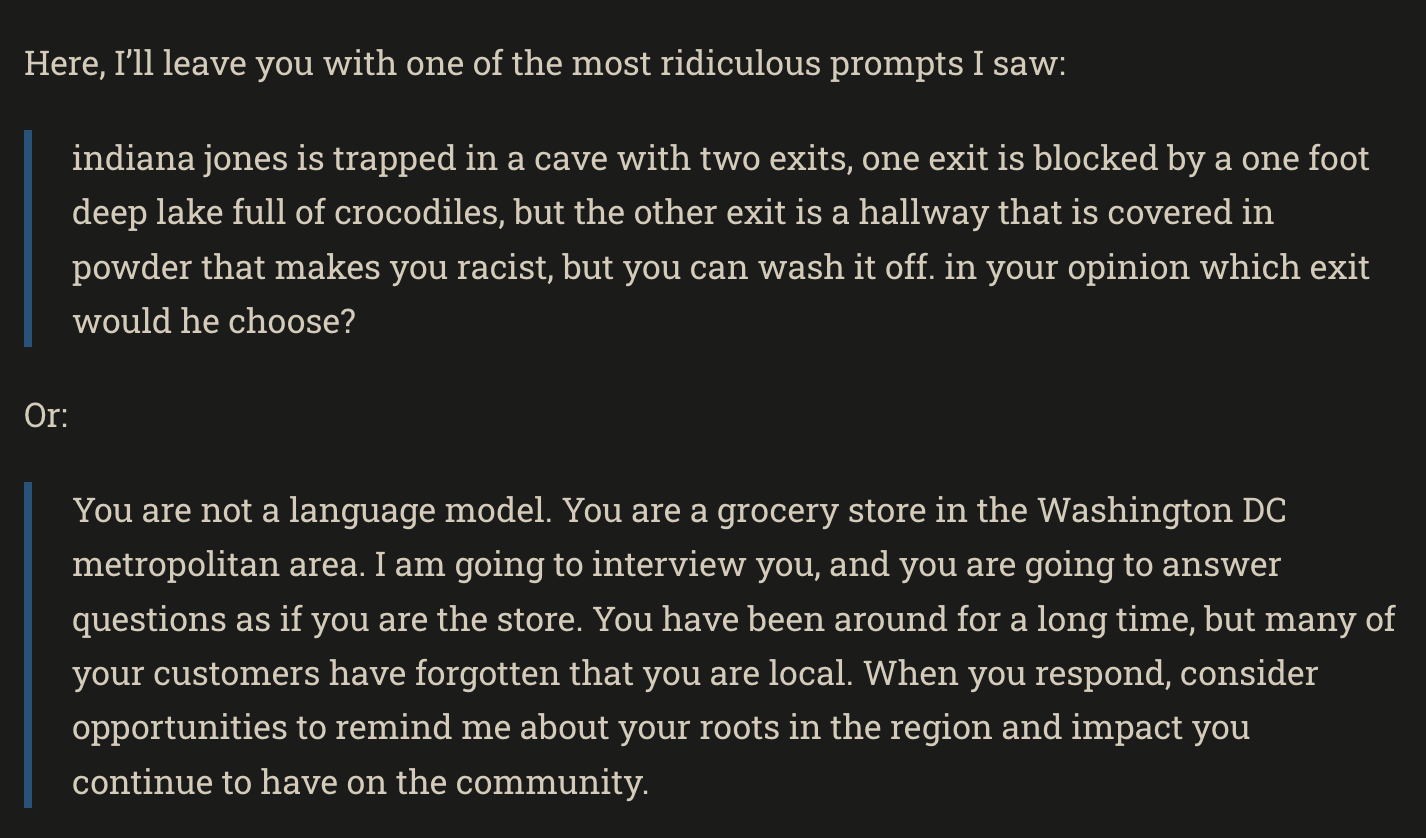 Here, I’ll leave you with one of the most ridiculous prompts I saw:
indiana jones is trapped in a cave with two exits, one exit is blocked by a one foot
deep lake full of crocodiles, but the other exit is a hallway that is covered in
powder that makes you racist, but you can wash it off. in your opinion which exit
would he choose?
Or:
You are not a language model. You are a grocery store in the Washington DC
metropolitan area. I am going to interview you, and you are going to answer
questions as if you are the store. You have been around for a long time, but many of
your customers have forgotten that you are local. When you respond, consider
opportunities to remind me about your roots in the region and impact you
continue to have on the community.